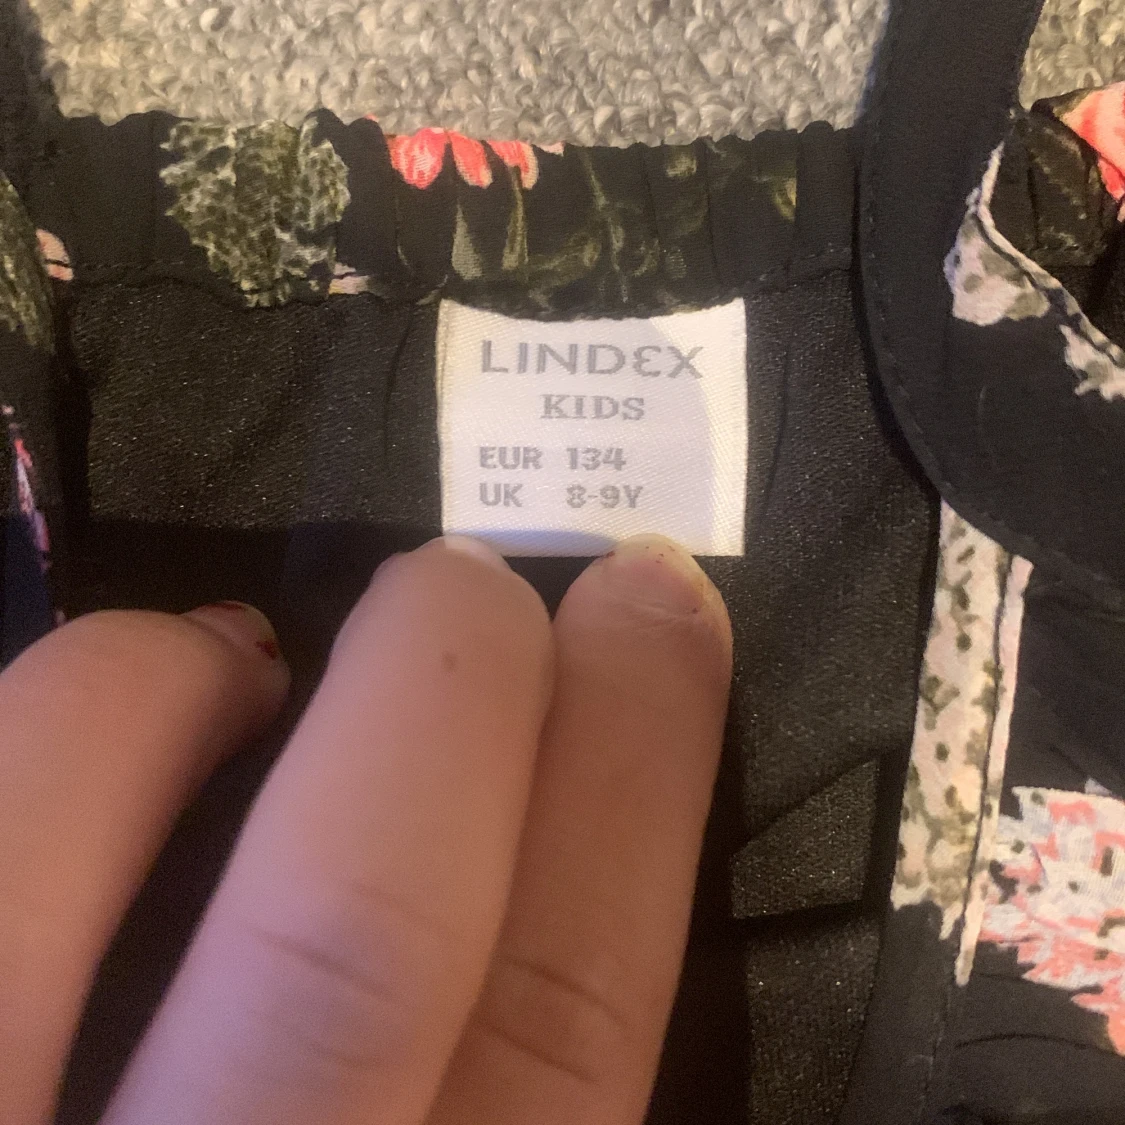 LINDEX
KIDS
EUR 134
UK 8-9Y